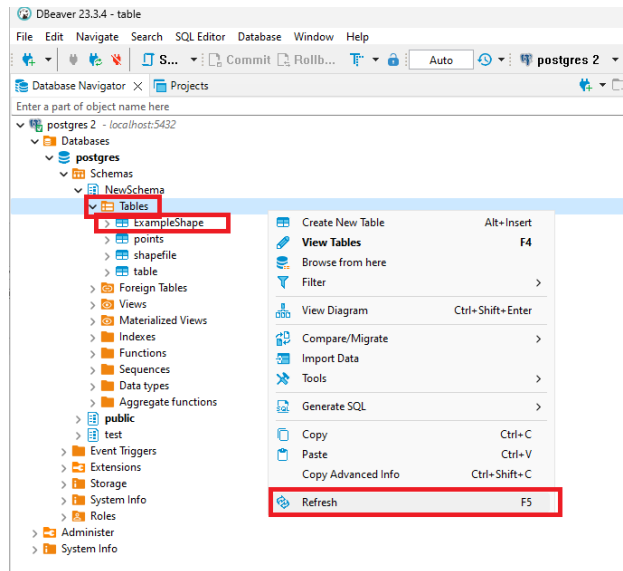 DBeaver 23.3.4 - table
File Edit Navigate Search SQL Editor Database Window Help
S... Commit Rollb... Auto postgres 2
Database Navigator Projects
Enter a part of object name here
postgres 2 - localhost:5432
Databases
postgres
Schemas
NewSchema
Tables
ExampleShape
points
shapefile
table
Foreign Tables
Views
Materialized Views
Indexes
Functions
Sequences
Data types
Aggregate functions
public
test
Event Triggers
Extensions
Storage
System Info
Roles
Administer
System Info
Create New Table Alt+Insert
View Tables F4
Browse from here
Filter
View Diagram Ctrl+Shift+Enter
Compare/Migrate
Import Data
Tools
SQL
Generate SQL
Copy Ctrl+C
Paste Ctrl+V
Copy Advanced Info Ctrl+Shift+C
Refresh F5